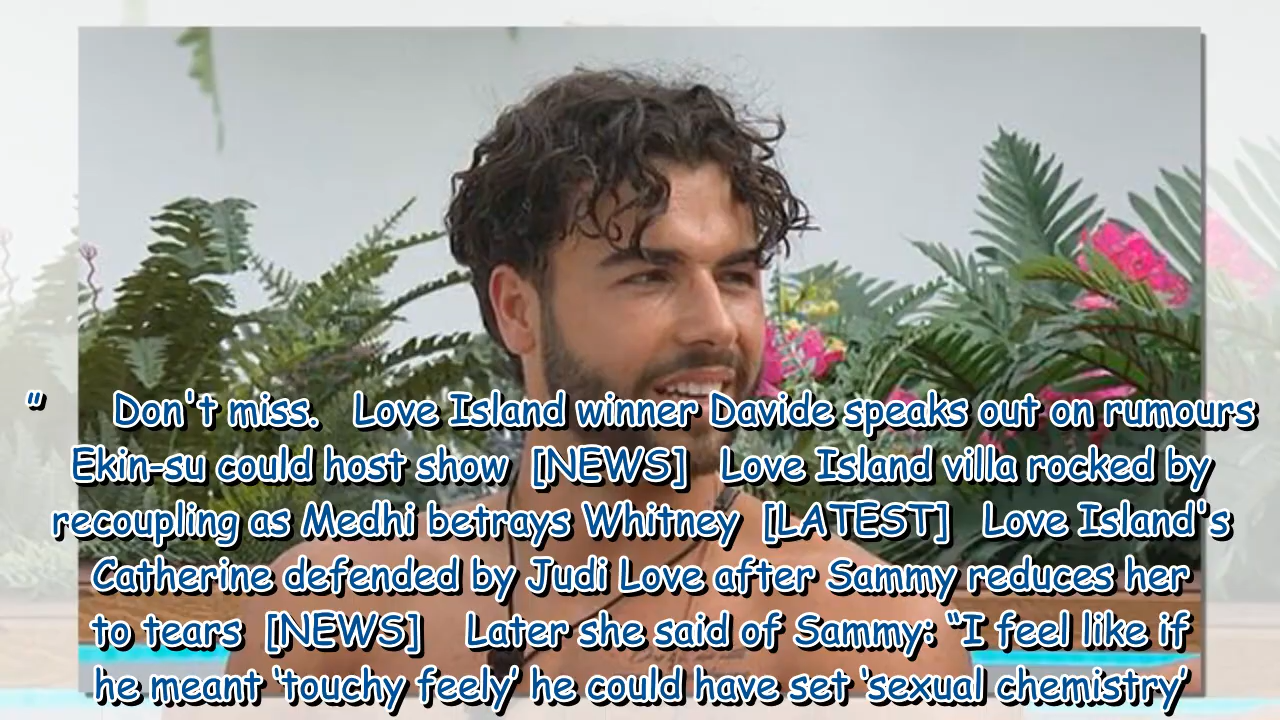 ” Don't miss. Love Island winner Davide speaks out on rumours
Ekin-su could host show [NEWS] Love Island villa rocked by
recoupling as Medhi betrays Whitney [LATEST] Love Island's
Catherine defended by Judi Love after Sammy reduces her
to tears [NEWS] Later she said of Sammy: “I feel like if
he meant ‘touchy feely’ he could have set ‘sexual chemistry’